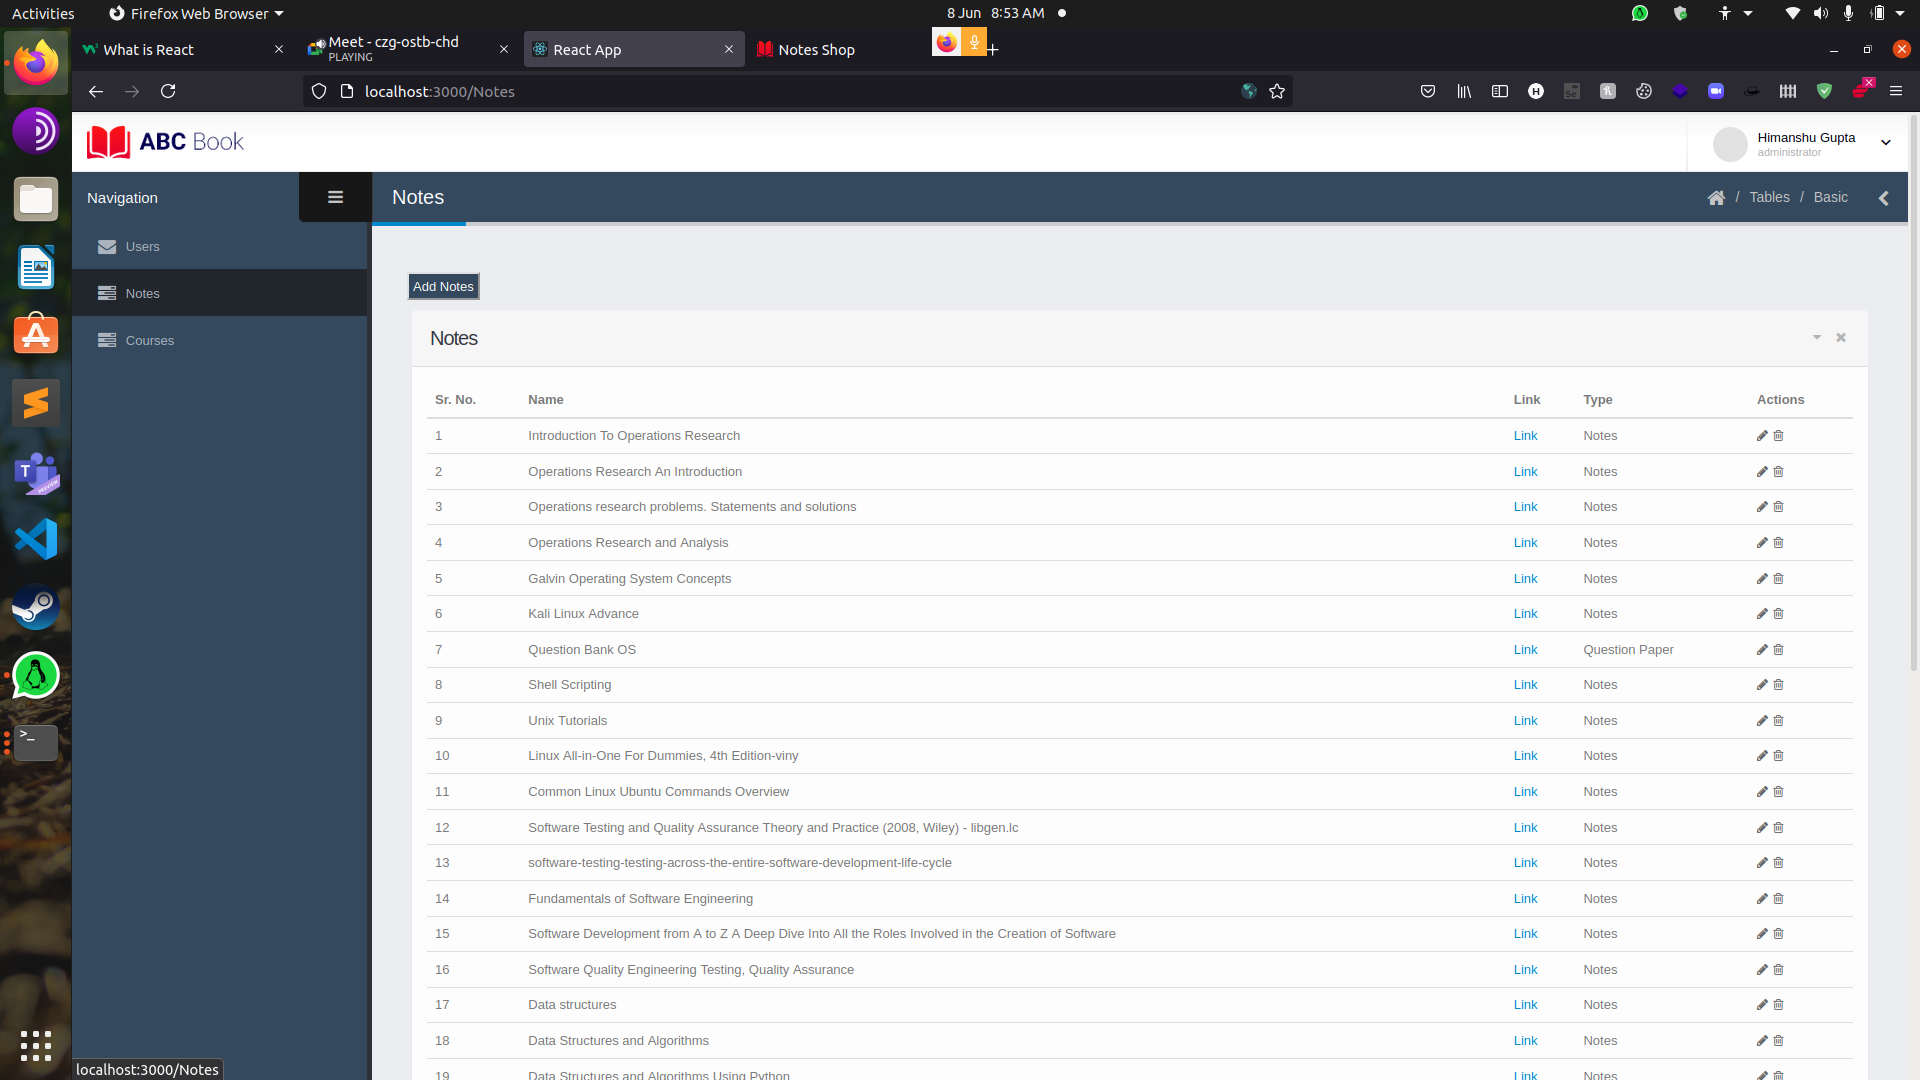 Activities
Firefox Web Browser
8 Jun 8:53 AM
What is React
Meet - czg-ostb-chd
PLAYING
React App
Notes Shop
localhost:3000/Notes
ABC Book
Himanshu Gupta
administrator
Navigation
Notes
/ Tables / Basic
Users
Notes
Courses
Add Notes
Notes
Sr. No. Name Link Type Actions
1 Introduction To Operations Research Link Notes
2 Operations Research An Introduction Link Notes
3 Operations research problems. Statements and solutions Link Notes
4 Operations Research and Analysis Link Notes
5 Galvin Operating System Concepts Link Notes
6 Kali Linux Advance Link Notes
7 Question Bank OS Link Question Paper
8 Shell Scripting Link Notes
9 Unix Tutorials Link Notes
10 Linux All-in-One For Dummies, 4th Edition-viny Link Notes
11 Common Linux Ubuntu Commands Overview Link Notes
12 Software Testing and Quality Assurance Theory and Practice (2008, Wiley) - libgen.lc Link Notes
13 software-testing-testing-across-the-entire-software-development-life-cycle Link Notes
14 Fundamentals of Software Engineering Link Notes
15 Software Development from A to Z A Deep Dive Into All the Roles Involved in the Creation of Software Link Notes
16 Software Quality Engineering Testing, Quality Assurance Link Notes
17 Data structures Link Notes
18 Data Structures and Algorithms Link Notes
19 Data Structures and Algorithms Using Python Link Notes
localhost:3000/Notes